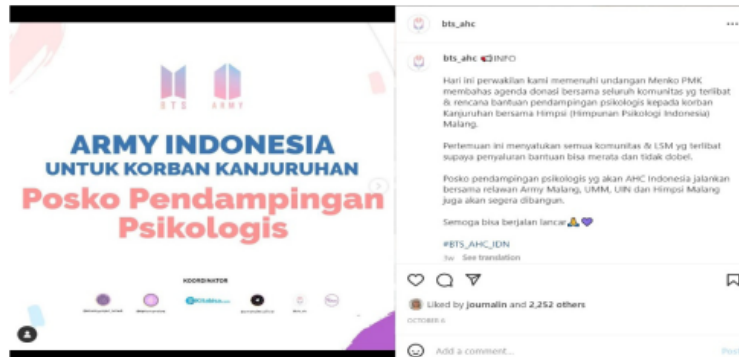 BTS ARMY
ARMY INDONESIA
UNTUK KORBAN KANJURUHAN
Posko Pendampingan
Psikologis
KOORDINATOR
bts_ahc
bts_ahc 📢INFO
Hari ini perwakilan kami memenuhi undangan Menko PMK
membahas agenda donasi bersama seluruh komunitas yg terlibat
& rencana bantuan pendampingan psikologis kepada korban
Kanjuruhan bersama Himpsi (Himpunan Psikologi Indonesia)
Malang.
Pertemuan ini menyatukan semua komunitas & LSM yg terlibat
supaya penyaluran bantuan bisa merata dan tidak dobel.
Posko pendampingan psikologis yg akan AHC Indonesia jalankan
bersama relawan Army Malang, UMM, UIN dan Himpsi Malang
juga akan segera dibangun.
Semoga bisa berjalan lancar🙏💜
#BTS_AHC_IDN
3w See translation
Liked by journalin and 2,252 others
OCTOBER 6
Add a comment...
Post